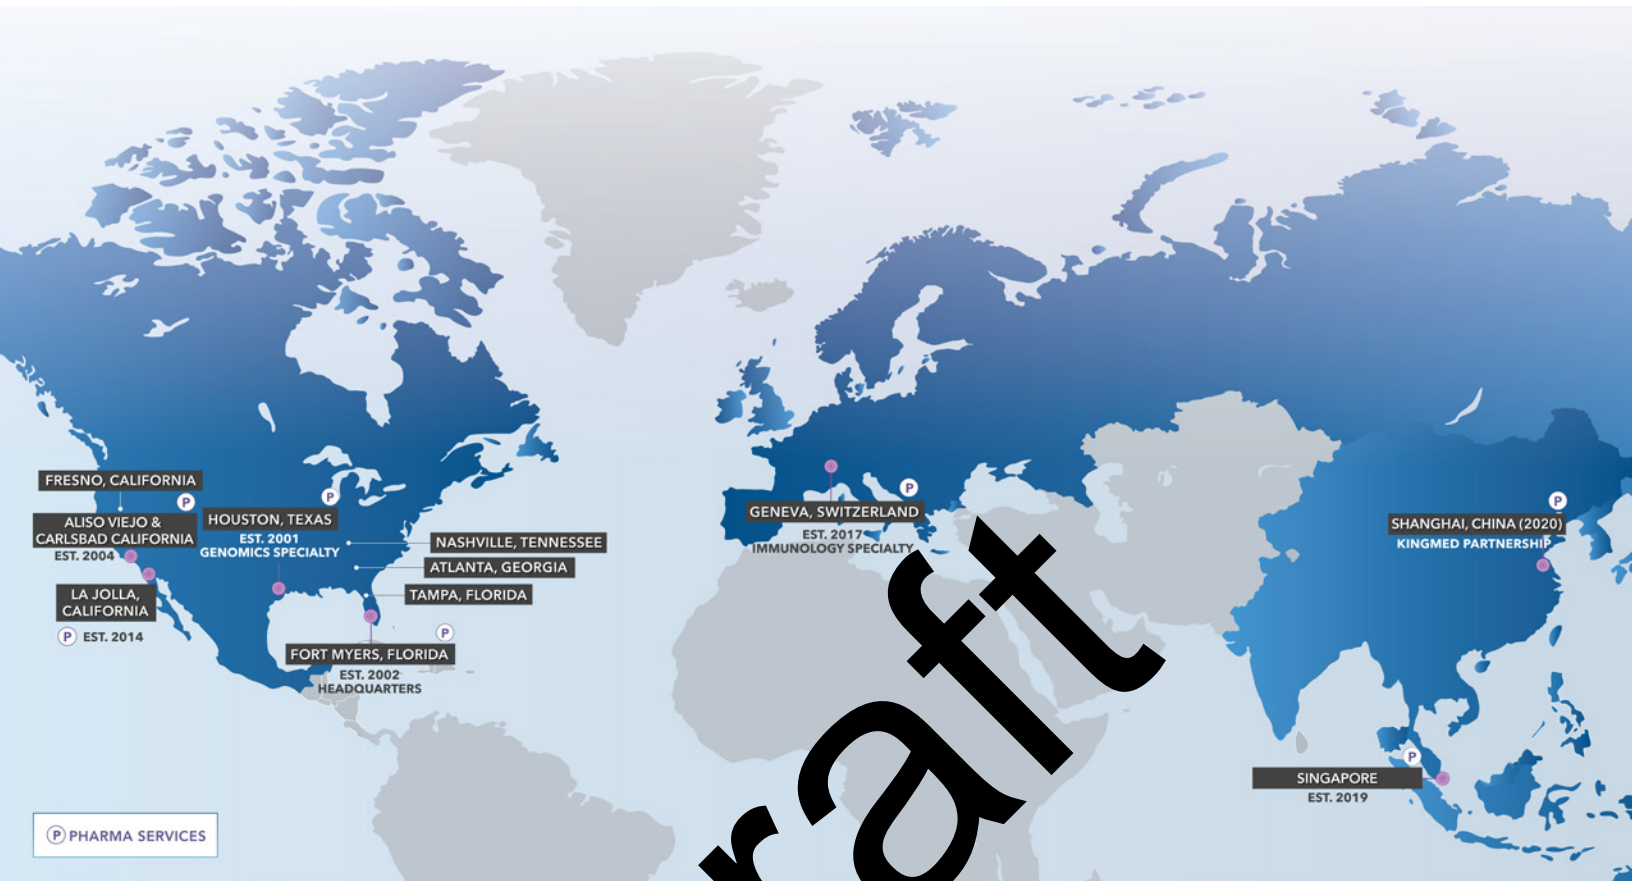 FRESNO, CALIFORNIA
P
ALISO VIEJO &
CARLSBAD CALIFORNIA
EST. 2004
LA JOLLA,
CALIFORNIA
P EST. 2014
P
HOUSTON, TEXAS
EST. 2001
GENOMICS SPECIALTY
NASHVILLE, TENNESSEE
ATLANTA, GEORGIA
TAMPA, FLORIDA
P
FORT MYERS, FLORIDA
EST. 2002
HEADQUARTERS
P
GENEVA, SWITZERLAND
EST. 2017
IMMUNOLOGY SPECIALTY
P
SHANGHAI, CHINA (2020)
KINGMED PARTNERSHIP
P
SINGAPORE
EST. 2019
P PHARMA SERVICES
raft